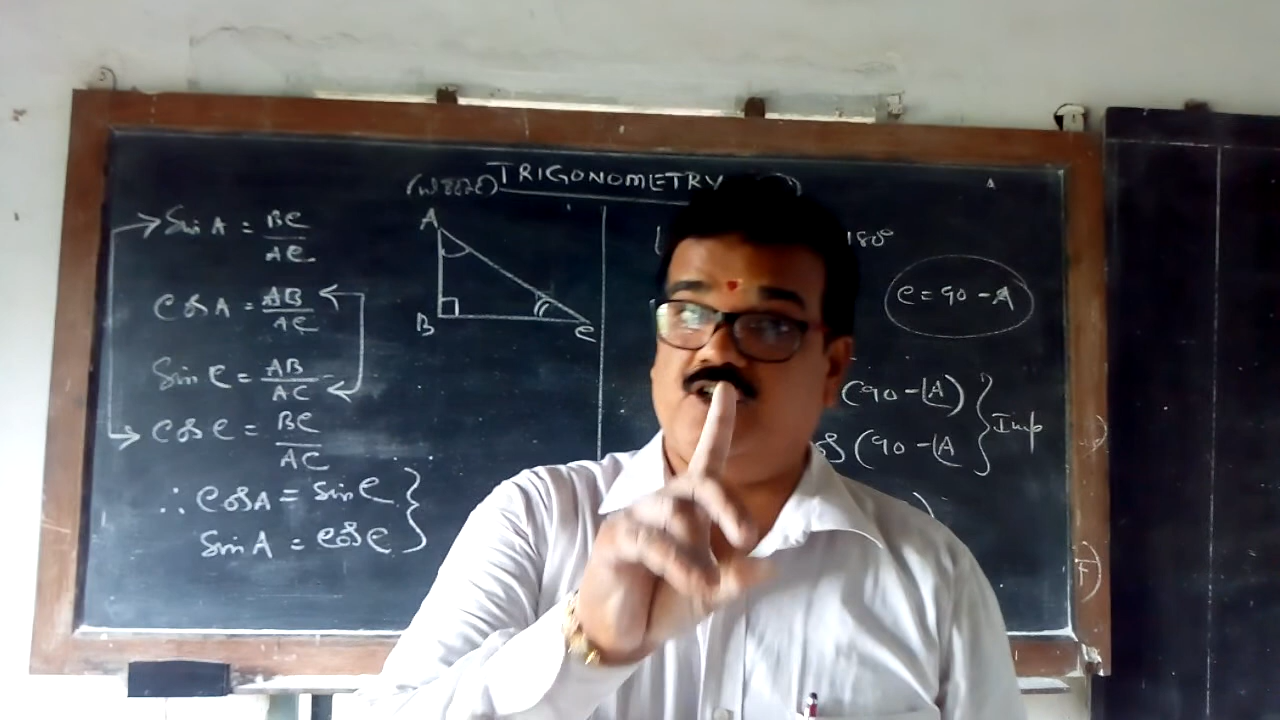 TRIGONOMETRY
Sin A = BC/AC
Cos A = AB/AC
Sin C = AB/AC
Cos C = BC/AC
∴ Cos A = Sin C
Sin A = Cos C
A
B
C
180°
C = 90 - A
(90 - ∠A)
(90 - ∠A
Imp